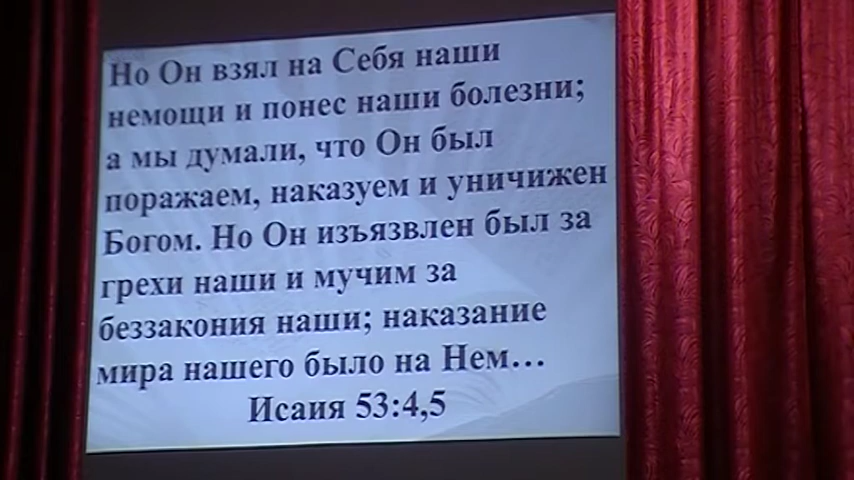 Но Он взял на Себя наши
немощи и понес наши болезни;
а мы думали, что Он был
поражаем, наказуем и уничижен
Богом. Но Он изъязвлен был за
грехи наши и мучим за
беззакония наши; наказание
мира нашего было на Нем…
Исаия 53:4,5